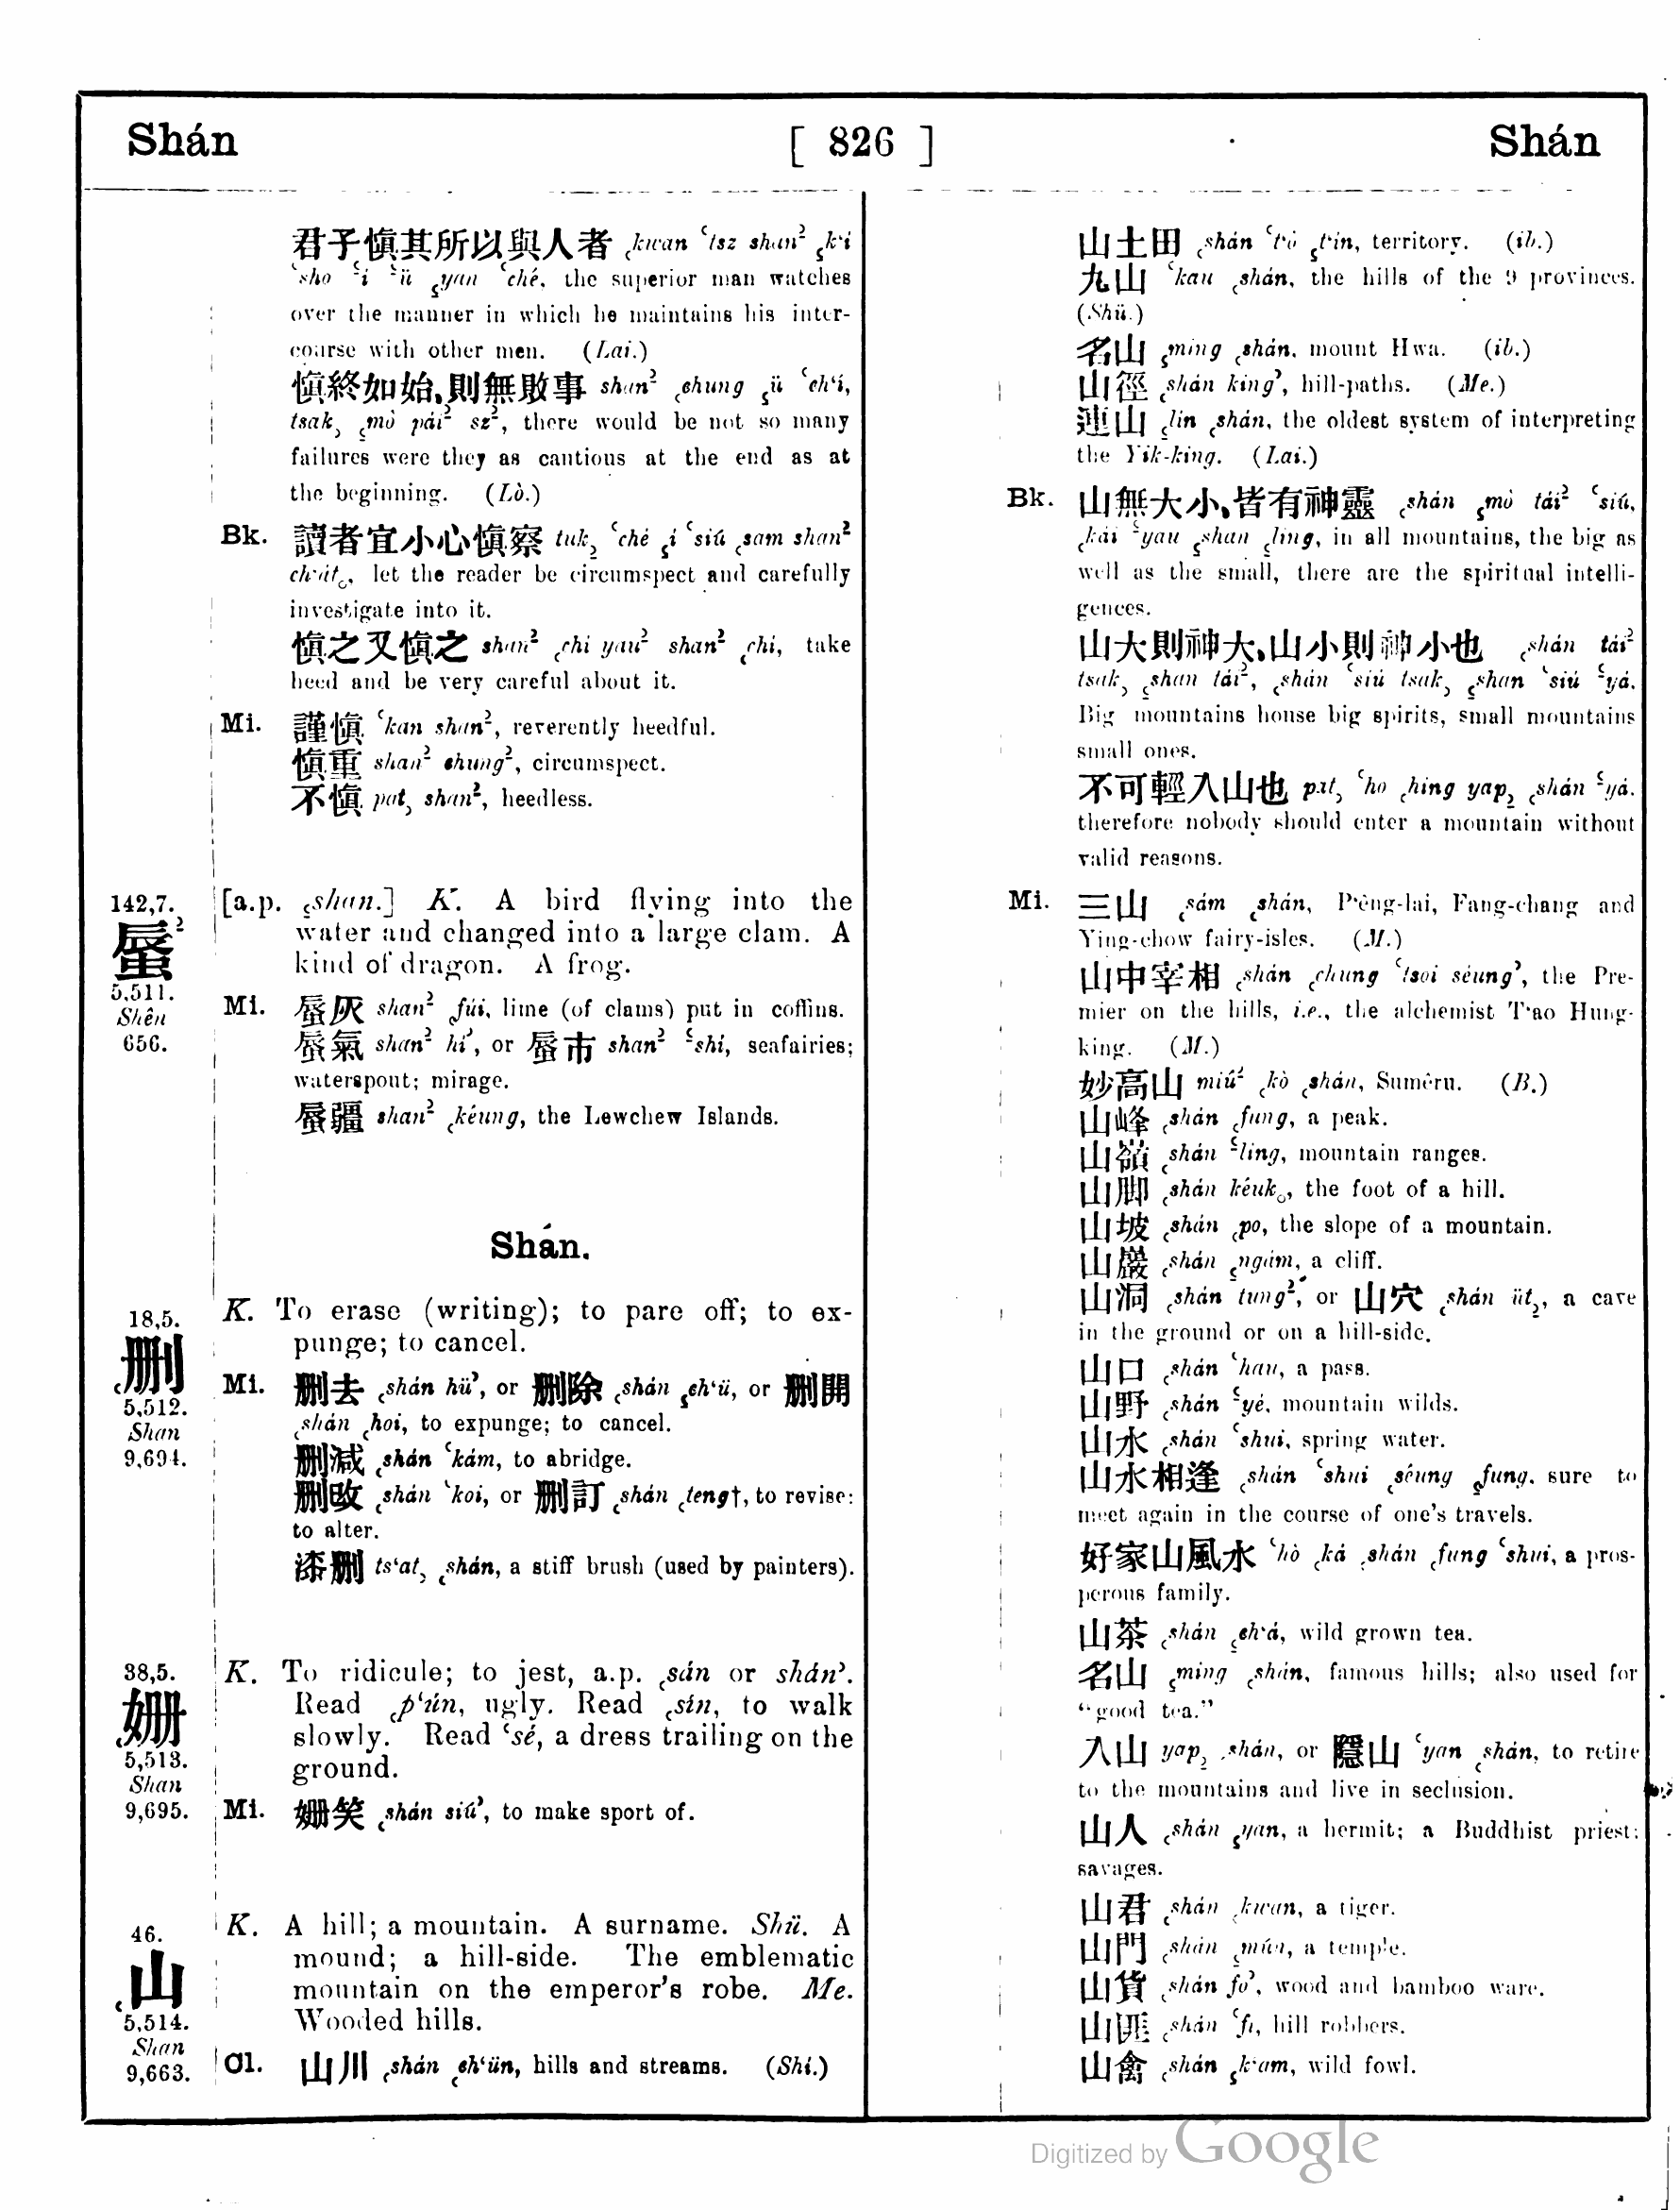 Shán [ 826 ] Shán
君子愼其所以與人者 ꜀kwan ꜂tsz shan² ꜁k‘í
꜂sho ꜃í ꜃ü ꜁yan ꜂ché, the superior man watches
over the manner in which he maintains his inter-
course with other men. (Lai.)
愼終如始,則無敗事 shan² ꜀chung ꜁ü ꜂ch‘í,
tsak꜆ ꜁mò pái² sz², there would be not so many
failures were they as cautious at the end as at
the beginning. (Lò.)
Bk. 讀者宜小心愼察 tuk꜇ ꜂ché ꜁í ꜂siú ꜀sam shan²
ch‘át꜀, let the reader be circumspect and carefully
investigate into it.
愼之又愼之 shan² ꜀chi yau² shan² ꜀chi, take
heed and be very careful about it.
Mi. 謹愼 ꜂kan shan², reverently heedful.
愼重 shan² chung², circumspect.
不愼 pat꜆ shan², heedless.
142,7.
蜃²
5,511.
Shên
656.
[a.p. ꜁shan.] K. A bird flying into the
water and changed into a large clam. A
kind of dragon. A frog.
Mi. 蜃灰 shan² ꜀fúi, lime (of clams) put in coffins.
蜃氣 shan² hí꜄, or 蜃市 shan² ꜃shí, seafairies;
waterspout; mirage.
蜃疆 shan² ꜀kéung, the Lewchew Islands.
Shán.
18,5.
꜀刪
5,512.
Shan
9,694.
K. To erase (writing); to pare off; to ex-
punge; to cancel.
Mi. 刪去 ꜀shán hü꜄, or 刪除 ꜀shán ꜁ch‘ü, or 刪開
꜀shán ꜀hoi, to expunge; to cancel.
刪減 ꜀shán ꜂kám, to abridge.
刪改 ꜀shán ꜂koi, or 刪訂 ꜀shán ꜀teng†, to revise;
to alter.
漆刪 ts‘at꜆ ꜀shán, a stiff brush (used by painters).
38,5.
꜀姍
5,513.
Shan
9,695.
K. To ridicule; to jest, a.p. ꜀sán or shán꜄.
Read ꜀p‘ún, ugly. Read ꜀sín, to walk
slowly. Read ꜂sé, a dress trailing on the
ground.
Mi. 姍笑 ꜀shán siú꜄, to make sport of.
46.
꜀山
5,514.
Shan
9,663.
K. A hill; a mountain. A surname. Shü. A
mound; a hill-side. The emblematic
mountain on the emperor's robe. Me.
Wooded hills.
Cl. 山川 ꜀shán ꜀ch‘ün, hills and streams. (Shí.)
山土田 ꜀shán ꜂t‘ò ꜁t‘ín, territory. (ib.)
九山 ꜂kau ꜀shán, the hills of the 9 provinces.
(Shü.)
名山 ꜁ming ꜀shán, mount Hwa. (ib.)
山徑 ꜀shán king꜄, hill-paths. (Me.)
連山 ꜁lín ꜀shán, the oldest system of interpreting
the Yik-king. (Lai.)
Bk. 山無大小,皆有神靈 ꜀shán ꜁mò tái² ꜂siú,
꜀kái ꜃yau ꜁shan ꜁ling, in all mountains, the big as
well as the small, there are the spiritual intelli-
gences.
山大則神大,山小則神小也 ꜀shán tái²
tsak꜆ ꜁shan tái², ꜀shán ꜂siú tsak꜆ ꜁shan ꜂siú ꜃yá.
Big mountains house big spirits, small mountains
small ones.
不可輕入山也 pat꜆ ꜂ho ꜀hing yap꜇ ꜀shán ꜃yá.
therefore nobody should enter a mountain without
valid reasons.
Mi. 三山 ꜀sám ꜀shán, P‘êng-lai, Fang-chang and
Ying-chow fairy-isles. (M.)
山中宰相 ꜀shán ꜀chung ꜂tsoi séung꜄, the Pre-
mier on the hills, i.e., the alchemist T‘ao Hung-
king. (M.)
妙高山 miú² ꜀kò ꜀shán, Sumêru. (B.)
山峰 ꜀shán ꜀fung, a peak.
山嶺 ꜀shán ꜃ling, mountain ranges.
山脚 ꜀shán kéuk꜀, the foot of a hill.
山坡 ꜀shán ꜀po, the slope of a mountain.
山巖 ꜀shán ꜁ngám, a cliff.
山洞 ꜀shán tung², or 山穴 ꜀shán üt꜇, a cave
in the ground or on a hill-side.
山口 ꜀shán ꜂hau, a pass.
山野 ꜀shán ꜃yé, mountain wilds.
山水 ꜀shán ꜂shui, spring water.
山水相逢 ꜀shán ꜂shui ꜀séung ꜁fung, sure to
meet again in the course of one's travels.
好家山風水 ꜂hò ꜀ká ꜀shán ꜀fung ꜂shui, a pros-
perous family.
山茶 ꜀shán ꜁ch‘á, wild grown tea.
名山 ꜁ming ꜀shán, famous hills; also used for
“good tea.”
入山 yap꜇ ꜀shán, or 隱山 ꜂yan ꜀shán, to retire
to the mountains and live in seclusion.
山人 ꜀shán ꜁yan, a hermit; a Buddhist priest;
savages.
山君 ꜀shán ꜀kwan, a tiger.
山門 ꜀shán ꜁mún, a temple.
山貨 ꜀shán fo꜄, wood and bamboo ware.
山匪 ꜀shán ꜂fi, hill robbers.
山禽 ꜀shán ꜁k‘am, wild fowl.
Digitized by Google